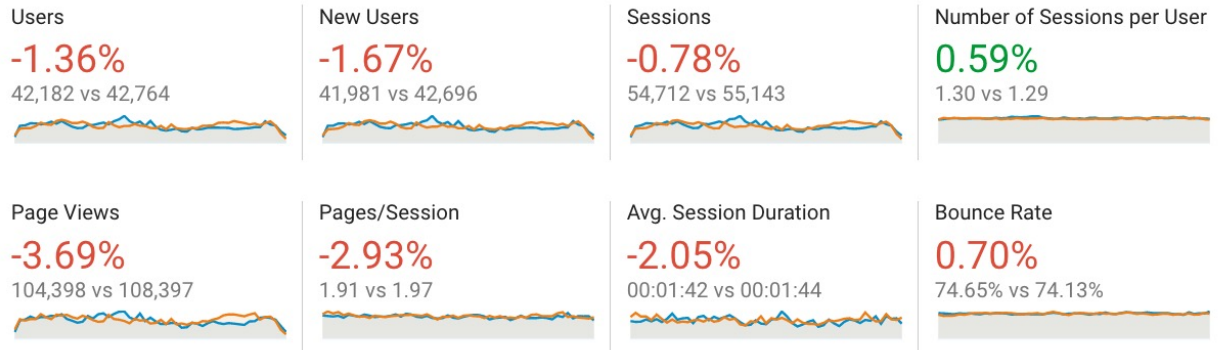 Users
-1.36%
42,182 vs 42,764
New Users
-1.67%
41,981 vs 42,696
Sessions
-0.78%
54,712 vs 55,143
Number of Sessions per User
0.59%
1.30 vs 1.29
Page Views
-3.69%
104,398 vs 108,397
Pages/Session
-2.93%
1.91 vs 1.97
Avg. Session Duration
-2.05%
00:01:42 vs 00:01:44
Bounce Rate
0.70%
74.65% vs 74.13%